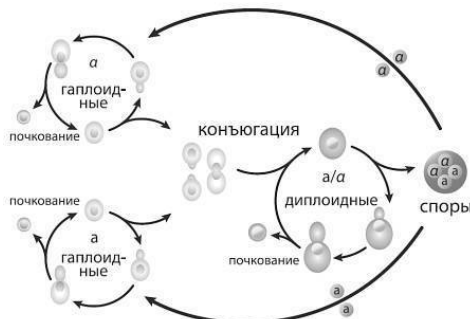 α
α
α
гаплоид-
ные
почкование
конъюгация
α
α а
а
споры
а/α
диплоидные
почкование
почкование
а
гаплоид-
ные
а
а